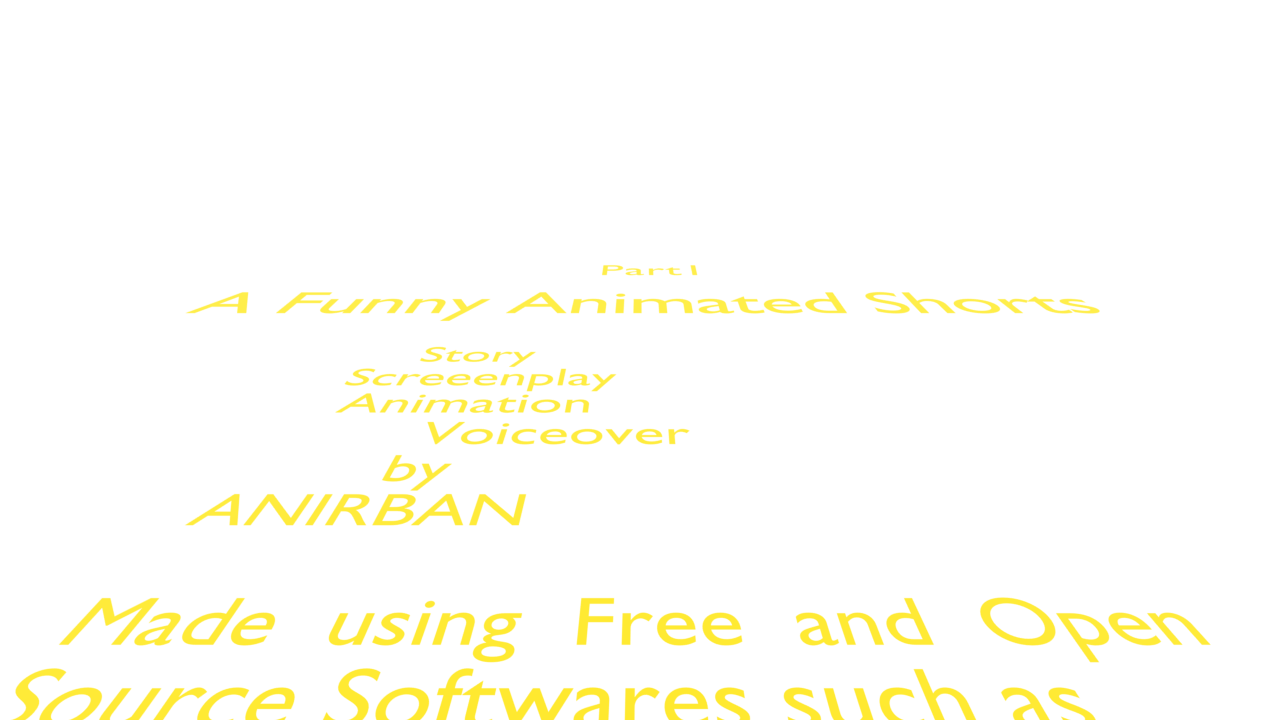 Part 1
A Funny Animated Shorts
Story
Screeenplay
Animation
Voiceover
by
ANIRBAN
Made using Free and Open
Source Softwares such as